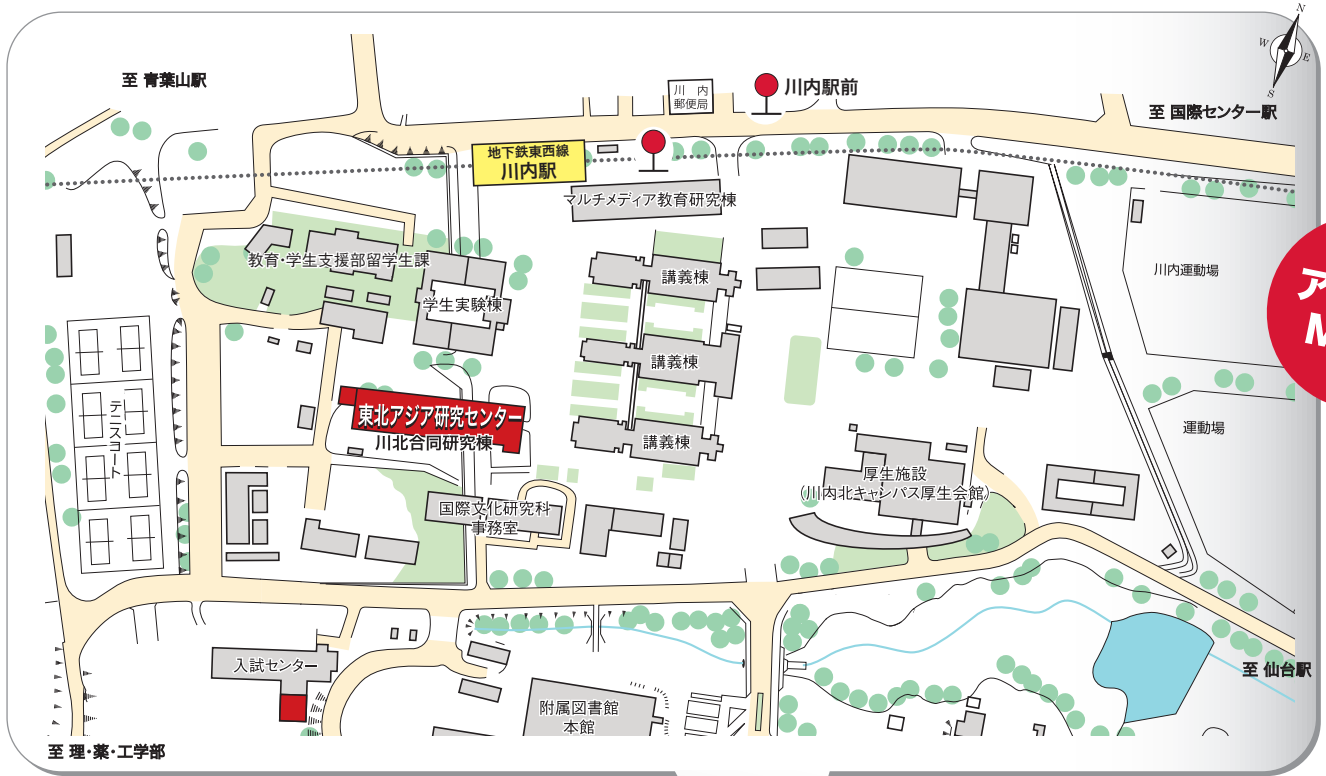 N
W
E
S
至 青葉山駅
川内
郵便局
川内駅前
至 国際センター駅
地下鉄東西線
川内駅
マルチメディア教育研究棟
教育・学生支援部留学生課
学生実験棟
講義棟
川内運動場
ア
M
講義棟
テニスコート
東北アジア研究センター
川北合同研究棟
講義棟
運動場
厚生施設
(川内北キャンパス厚生会館)
国際文化研究科
事務室
入試センター
至 仙台駅
附属図書館
本館
至 理・薬・工学部